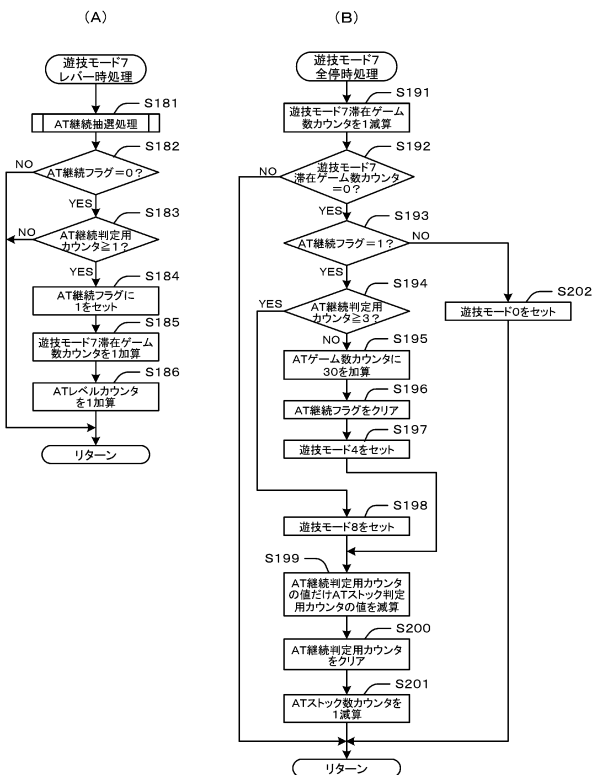 (A)
遊技モード7
レバー時処理
S181
AT継続抽選処理
S182
NO
AT継続フラグ=0?
YES
S183
NO
AT継続判定用
カウンタ≧1?
YES
S184
AT継続フラグに
1をセット
S185
遊技モード7滞在ゲーム
数カウンタを1加算
S186
ATレベルカウンタ
を1加算
リターン
(B)
遊技モード7
全停時処理
S191
遊技モード7滞在ゲーム
数カウンタを1減算
S192
NO
遊技モード7
滞在ゲーム数カウンタ
=0?
YES
S193
AT継続フラグ=1?
NO
YES
S194
YES
AT継続判定用
カウンタ≧3?
S202
遊技モード0をセット
NO
S195
ATゲーム数カウンタに
30を加算
S196
AT継続フラグをクリア
S197
遊技モード4をセット
S198
遊技モード8をセット
S199
AT継続判定用カウンタ
の値だけATストック判定
用カウンタの値を減算
S200
AT継続判定用カウンタ
をクリア
S201
ATストック数カウンタを
1減算
リターン